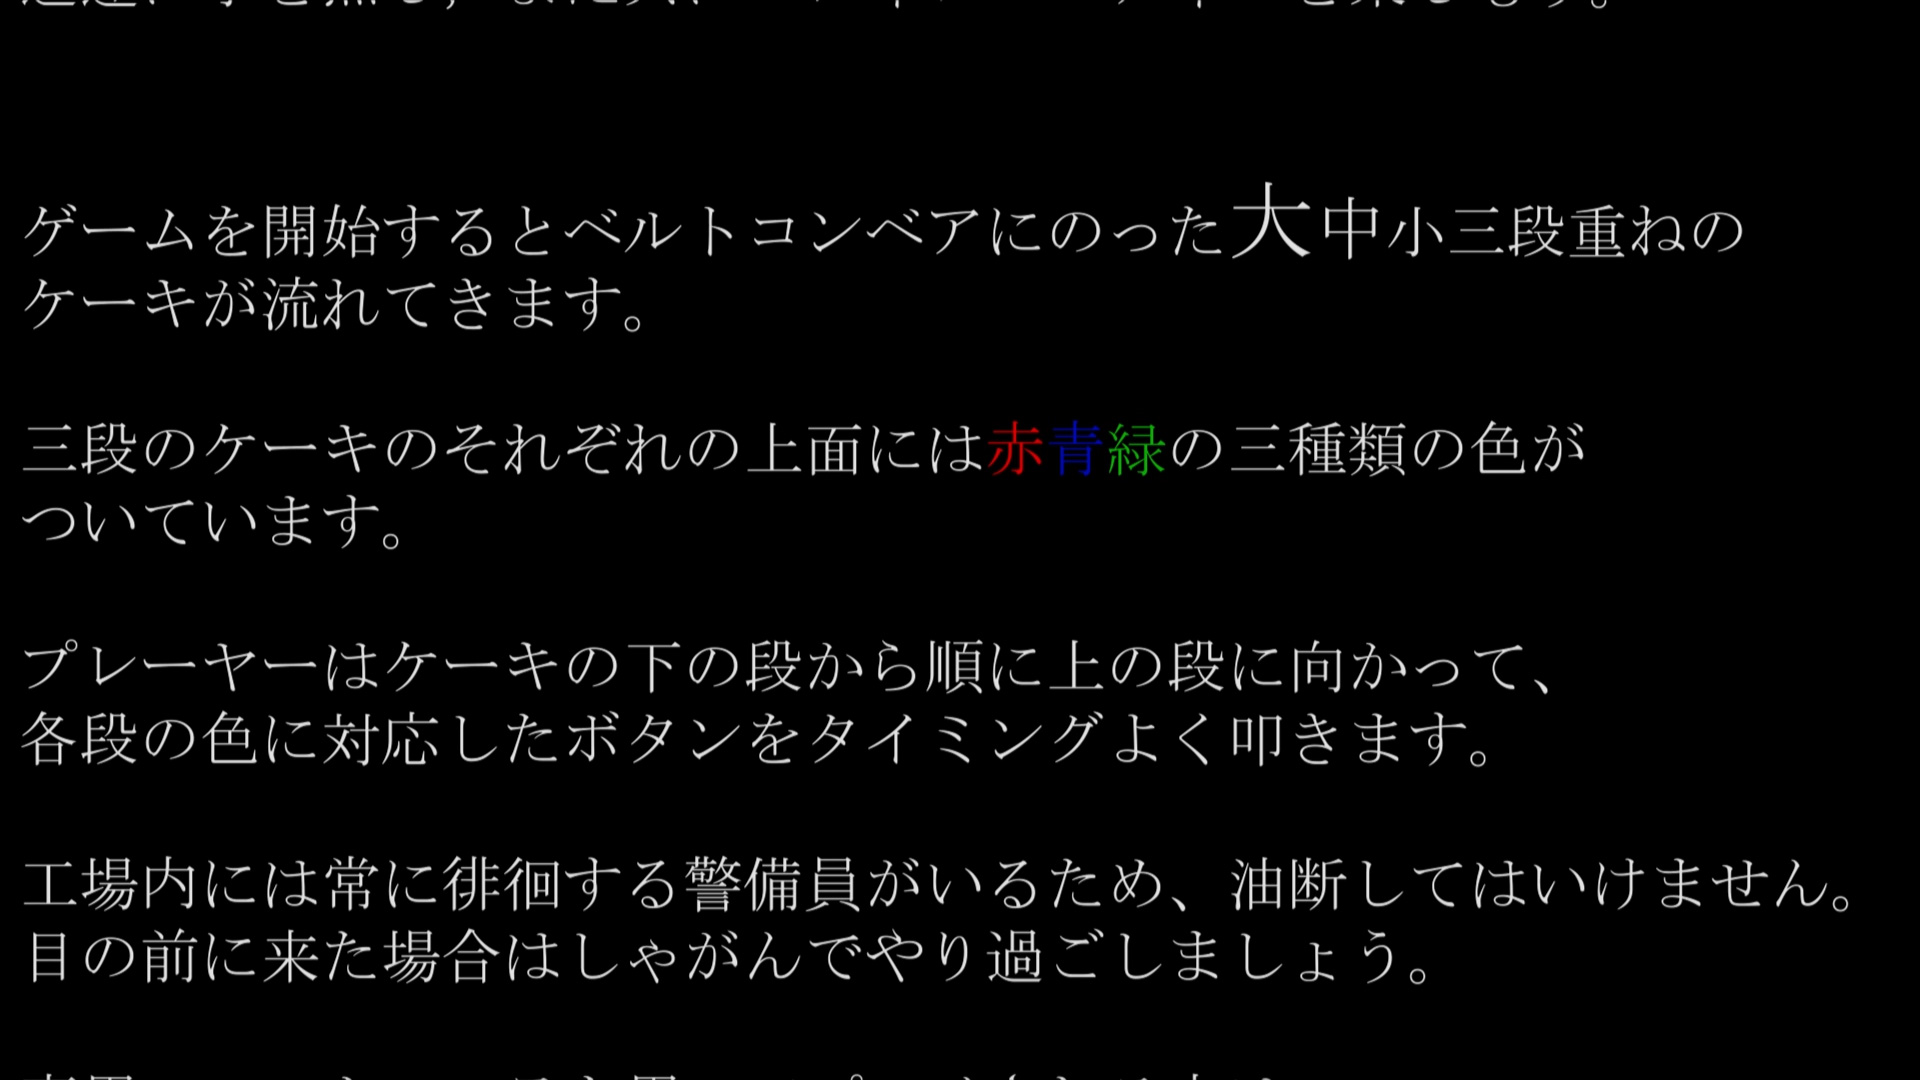 ゲームを開始するとベルトコンベアにのった大中小三段重ねの
ケーキが流れてきます。
三段のケーキのそれぞれの上面には赤青緑の三種類の色が
ついています。
プレーヤーはケーキの下の段から順に上の段に向かって、
各段の色に対応したボタンをタイミングよく叩きます。
工場内には常に徘徊する警備員がいるため、油断してはいけません。
目の前に来た場合はしゃがんでやり過ごしましょう。